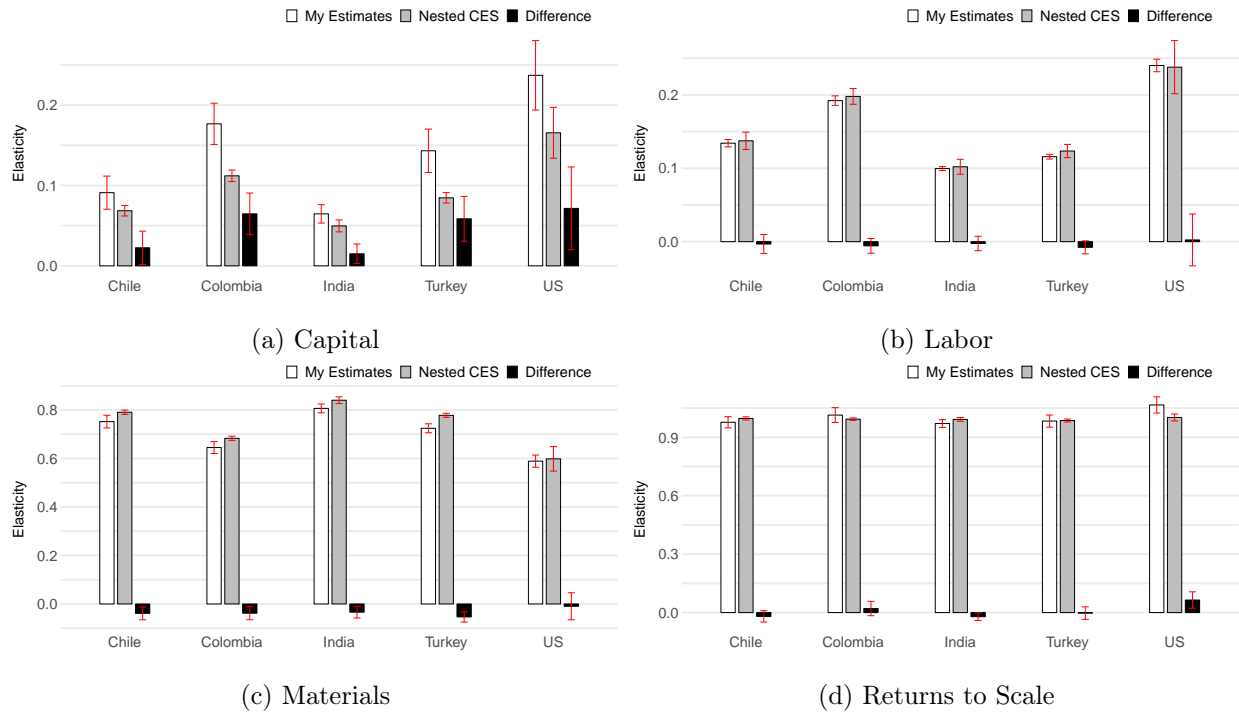 My Estimates Nested CES Difference
Elasticity
0.2
0.1
0.0
Chile Colombia India Turkey US
(a) Capital
My Estimates Nested CES Difference
Elasticity
0.2
0.1
0.0
Chile Colombia India Turkey US
(b) Labor
My Estimates Nested CES Difference
Elasticity
0.8
0.6
0.4
0.2
0.0
Chile Colombia India Turkey US
(c) Materials
My Estimates Nested CES Difference
Elasticity
0.9
0.6
0.3
0.0
Chile Colombia India Turkey US
(d) Returns to Scale